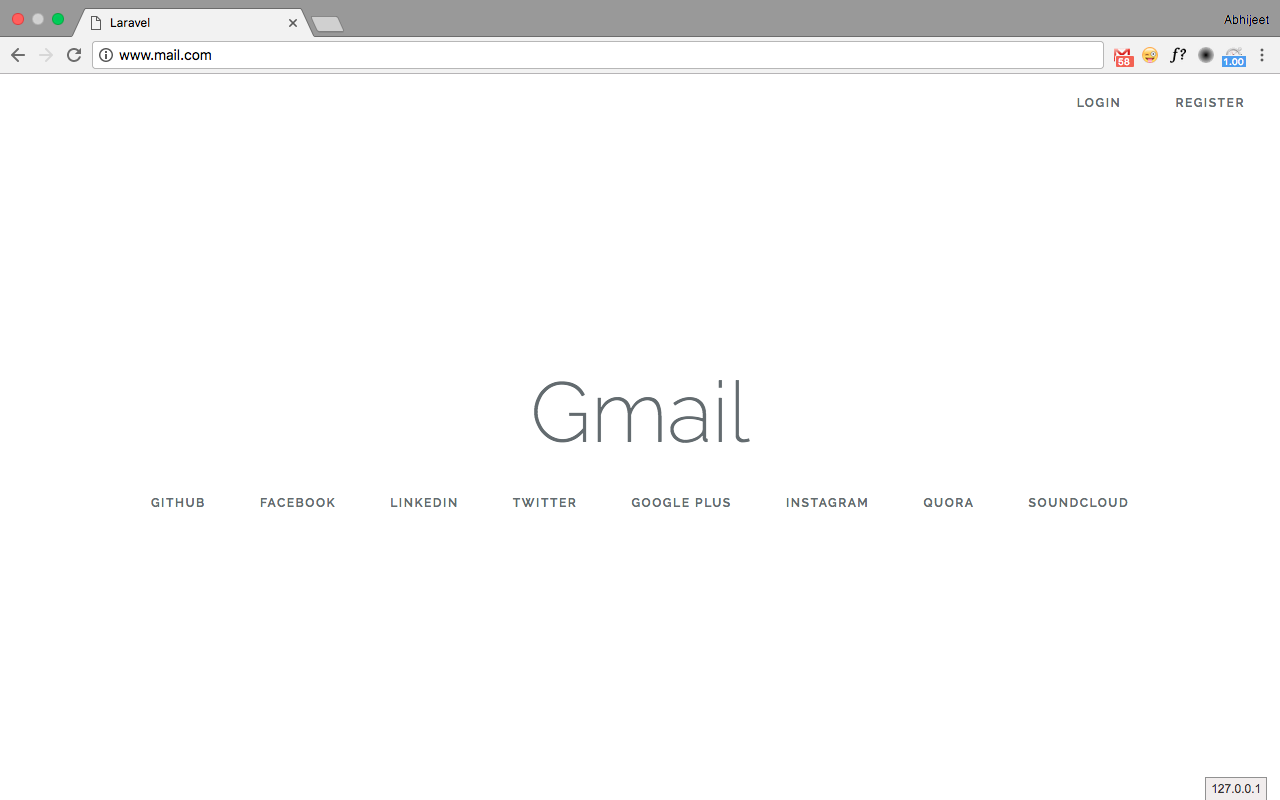 Laravel
Abhijeet
www.mail.com
58
f?
1.00
LOGIN REGISTER
Gmail
GITHUB FACEBOOK LINKEDIN TWITTER GOOGLE PLUS INSTAGRAM QUORA SOUNDCLOUD
127.0.0.1